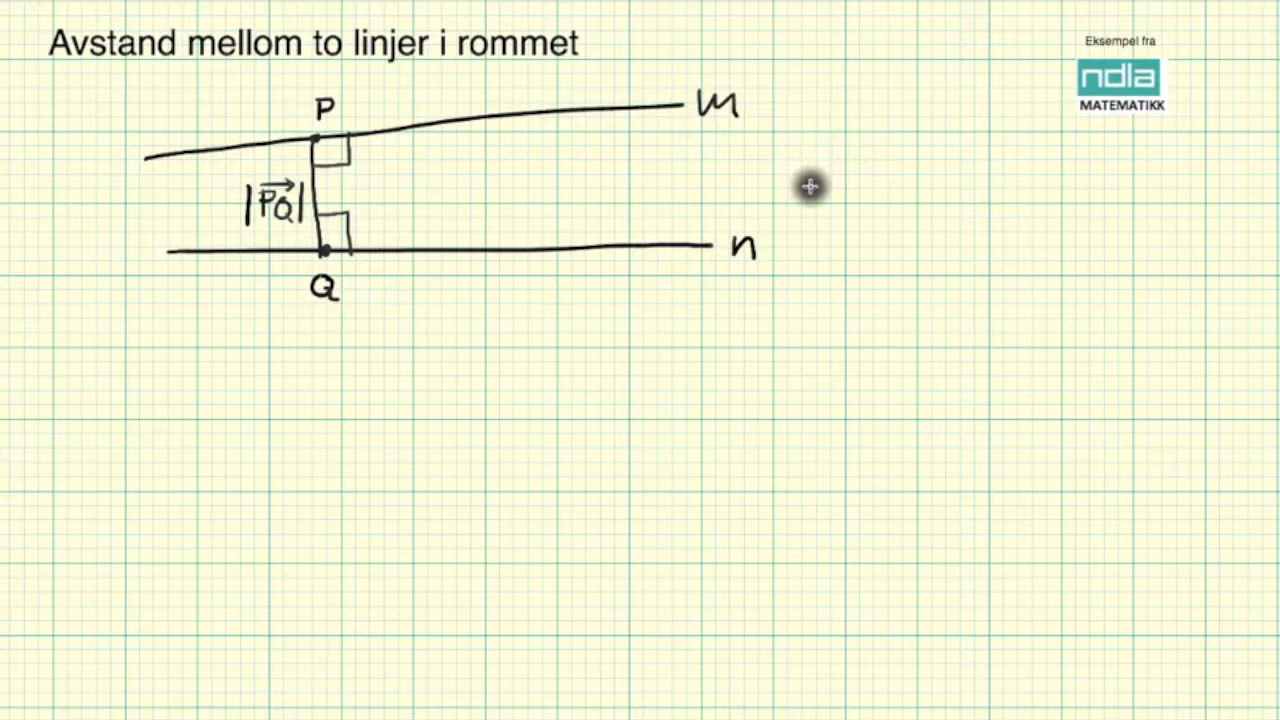 Avstand mellom to linjer i rommet
Eksempel fra
ndla
MATEMATIKK
P
m
|PQ|
n
Q